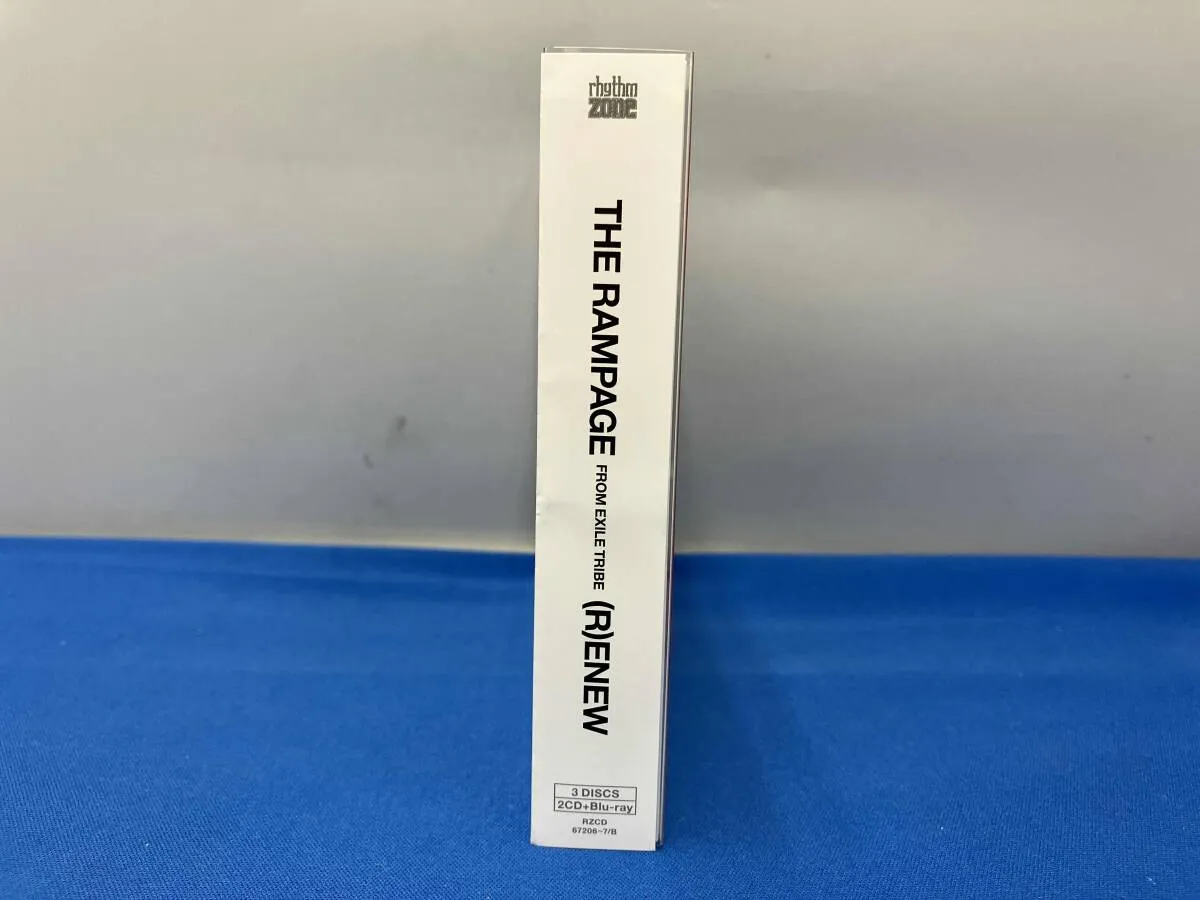 rhythm
zone
THE RAMPAGE FROM EXILE TRIBE (R)ENEW
3 DISCS
2CD+Blu-ray
RZCD
67206~7/B